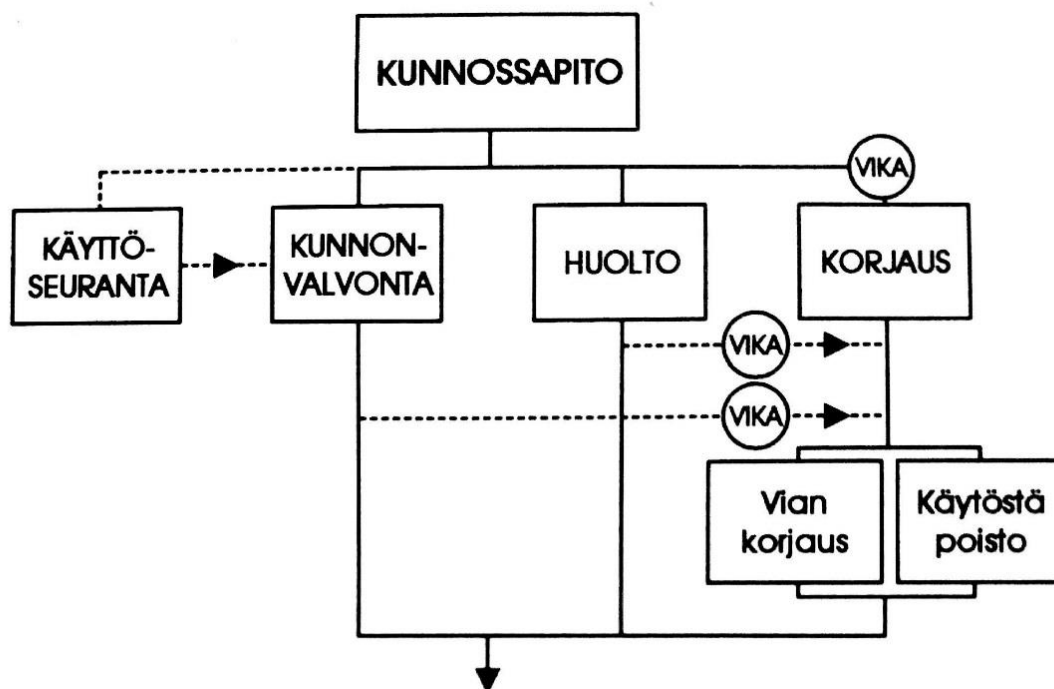 KUNNOSSAPITO
VIKA
KÄYTTÖ-
SEURANTA
KUNNON-
VALVONTA
HUOLTO
KORJAUS
VIKA
VIKA
Vian
korjaus
Käytöstä
poisto